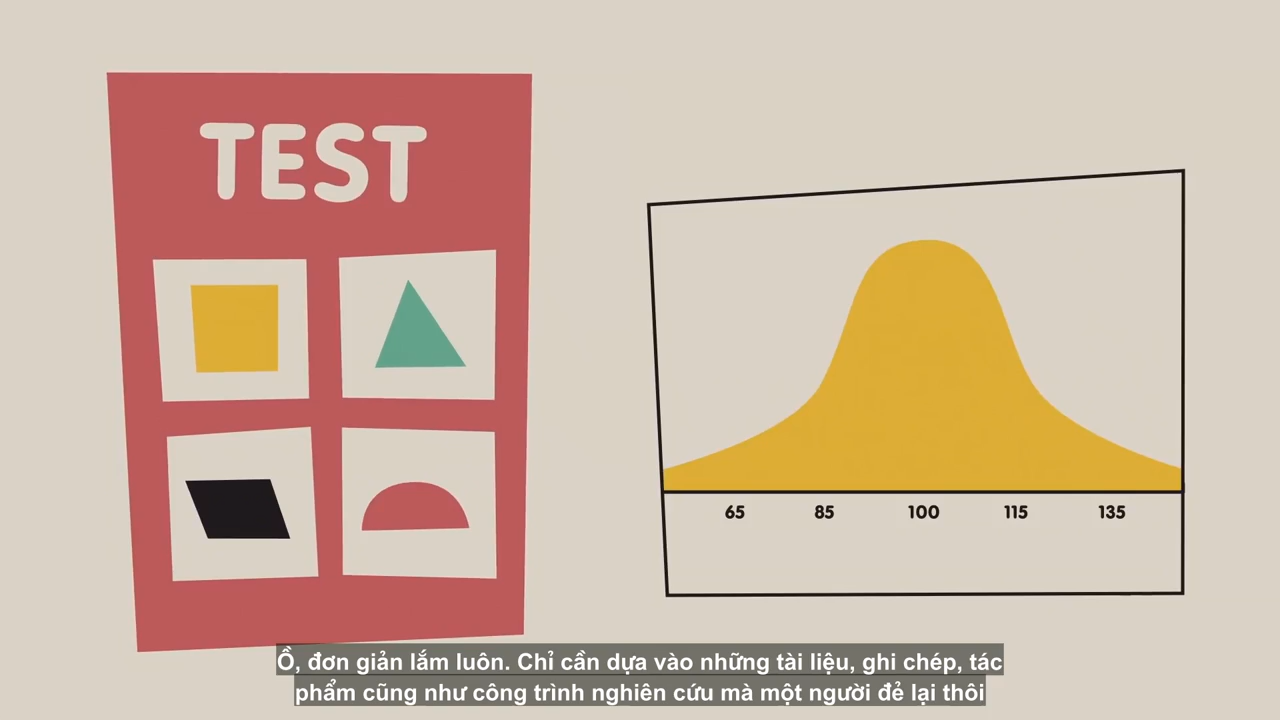 TEST
65 85 100 115 135
Ồ, đơn giản lắm luôn. Chỉ cần dựa vào những tài liệu, ghi chép, tác
phẩm cũng như công trình nghiên cứu mà một người đẻ lại thôi